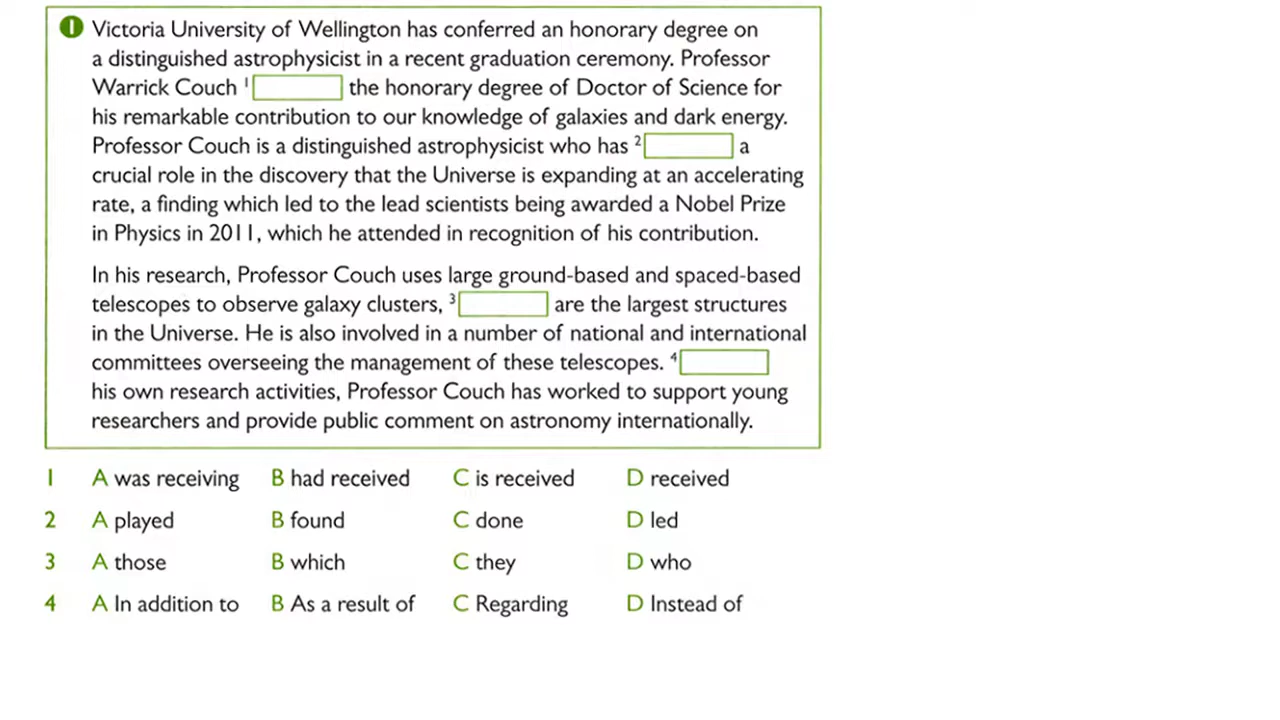 1 Victoria University of Wellington has conferred an honorary degree on
a distinguished astrophysicist in a recent graduation ceremony. Professor
Warrick Couch 1 the honorary degree of Doctor of Science for
his remarkable contribution to our knowledge of galaxies and dark energy.
Professor Couch is a distinguished astrophysicist who has 2 a
crucial role in the discovery that the Universe is expanding at an accelerating
rate, a finding which led to the lead scientists being awarded a Nobel Prize
in Physics in 2011, which he attended in recognition of his contribution.
In his research, Professor Couch uses large ground-based and spaced-based
telescopes to observe galaxy clusters, 3 are the largest structures
in the Universe. He is also involved in a number of national and international
committees overseeing the management of these telescopes. 4
his own research activities, Professor Couch has worked to support young
researchers and provide public comment on astronomy internationally.
1 A was receiving B had received C is received D received
2 A played B found C done D led
3 A those B which C they D who
4 A In addition to B As a result of C Regarding D Instead of